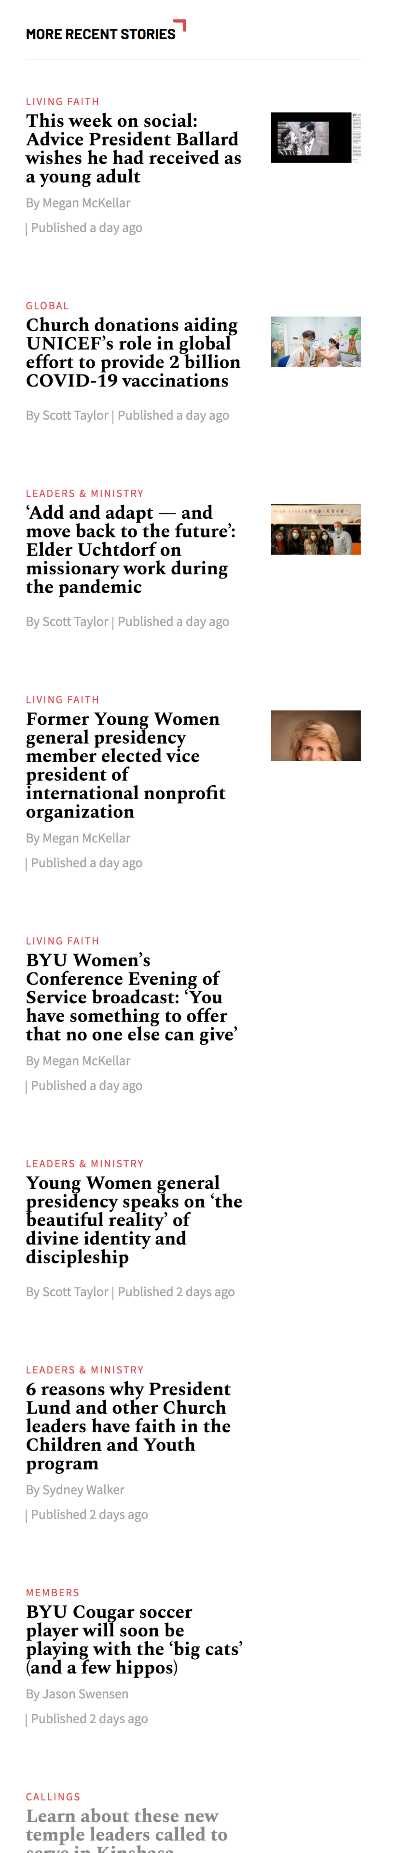 MORE RECENT STORIES
LIVING FAITH
This week on social:
Advice President Ballard
wishes he had received as
a young adult
By Megan McKellar
| Published a day ago
GLOBAL
Church donations aiding
UNICEF’s role in global
effort to provide 2 billion
COVID-19 vaccinations
By Scott Taylor | Published a day ago
LEADERS & MINISTRY
‘Add and adapt — and
move back to the future’:
Elder Uchtdorf on
missionary work during
the pandemic
By Scott Taylor | Published a day ago
LIVING FAITH
Former Young Women
general presidency
member elected vice
president of
international nonprofit
organization
By Megan McKellar
| Published a day ago
LIVING FAITH
BYU Women’s
Conference Evening of
Service broadcast: ‘You
have something to offer
that no one else can give’
By Megan McKellar
| Published a day ago
LEADERS & MINISTRY
Young Women general
presidency speaks on ‘the
beautiful reality’ of
divine identity and
discipleship
By Scott Taylor | Published 2 days ago
LEADERS & MINISTRY
6 reasons why President
Lund and other Church
leaders have faith in the
Children and Youth
program
By Sydney Walker
| Published 2 days ago
MEMBERS
BYU Cougar soccer
player will soon be
playing with the ‘big cats’
(and a few hippos)
By Jason Swensen
| Published 2 days ago
CALLINGS
Learn about these new
temple leaders called to
serve in Kinshasa